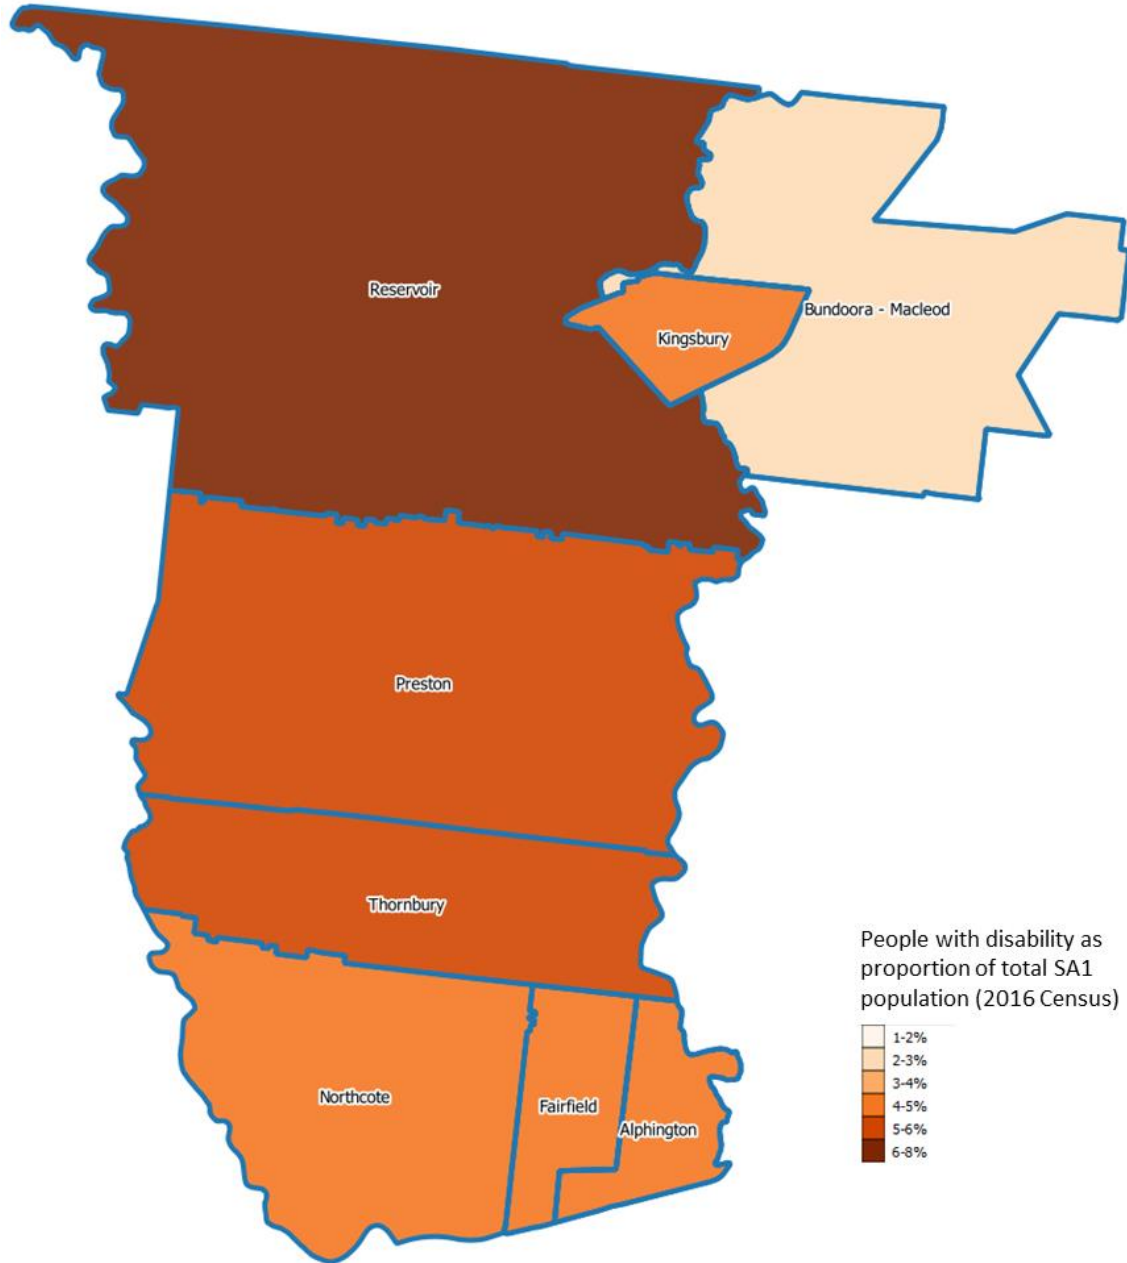 Reservoir
Bundoora - Macleod
Kingsbury
Preston
Thornbury
Northcote
Fairfield
Alphington
People with disability as
proportion of total SA1
population (2016 Census)
1-2%
2-3%
3-4%
4-5%
5-6%
6-8%